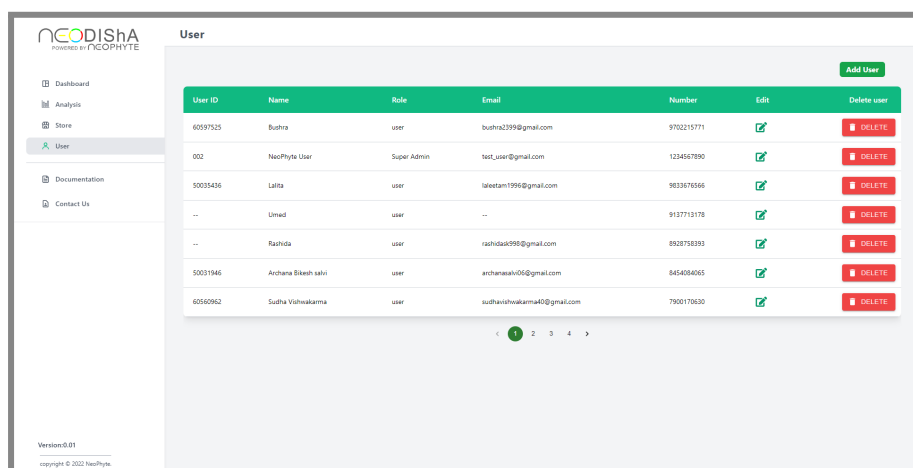 NEODISHA
POWERED BY NEOPHYTE
User
Dashboard
Analysis
Store
User
Documentation
Contact Us
Add User
User ID Name Role Email Number Edit Delete user
60597525 Bushra user bushra2399@gmail.com 9702215771 DELETE
002 NeoPhyte User Super Admin test_user@gmail.com 1234567890 DELETE
50035436 Lalita user laleetam1996@gmail.com 9833676566 DELETE
-- Umed user -- 9137713178 DELETE
-- Rashida user rashidask998@gmail.com 8928758393 DELETE
50031946 Archana Bikesh salvi user archanasalvi06@gmail.com 8454084065 DELETE
60560962 Sudha Vishwakarma user sudhavishwakarma40@gmail.com 7900170630 DELETE
< 1 2 3 4 >
Version:0.01
copyright © 2022 NeoPhyte.